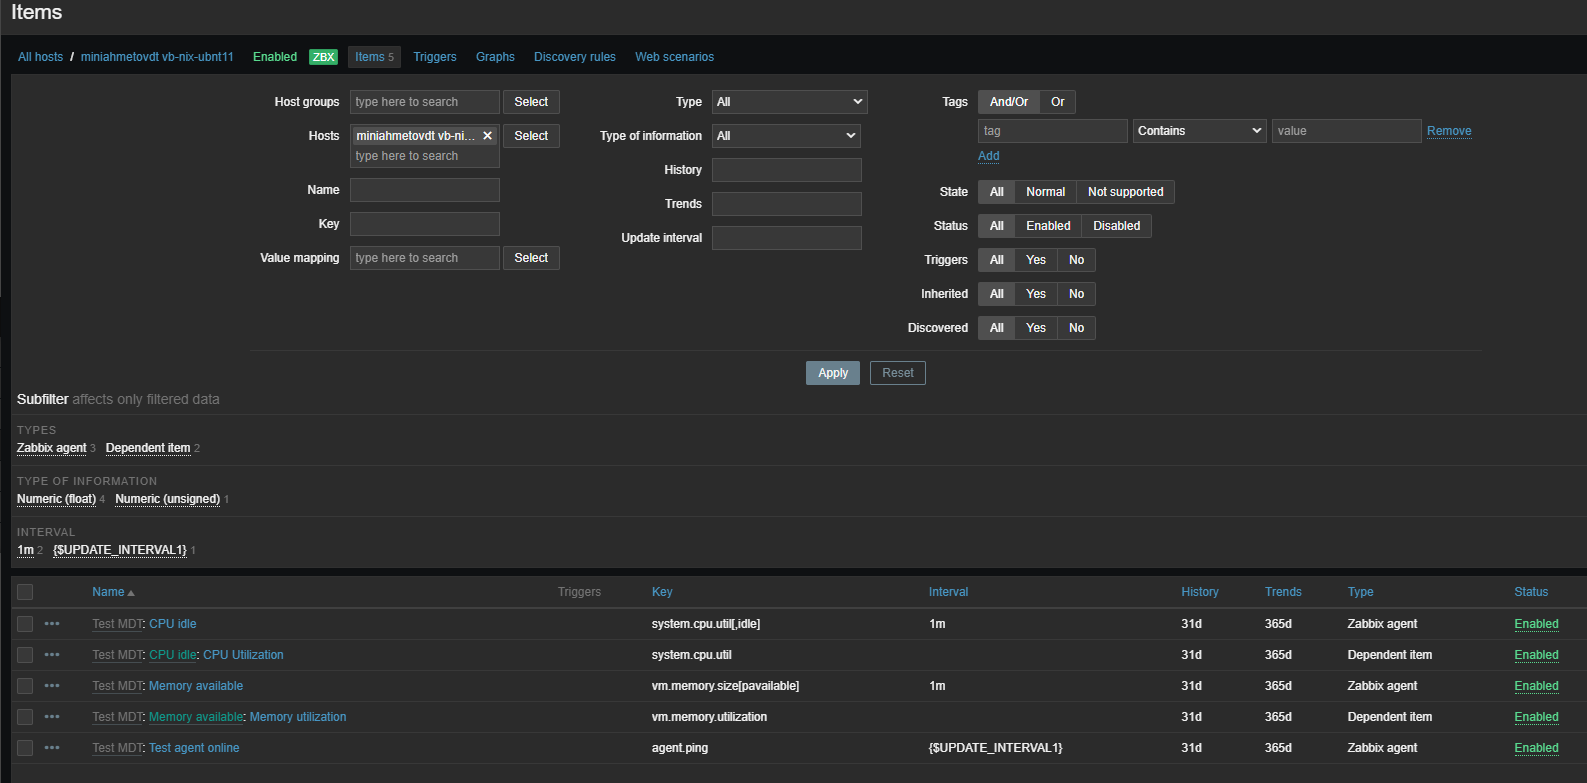 Items
All hosts / miniahmetovdt vb-nix-ubnt11 Enabled ZBX Items 5 Triggers Graphs Discovery rules Web scenarios
Host groups type here to search Select Type All Tags And/Or Or
Hosts miniahmetovdt vb-ni... × Select Type of information All tag Contains value Remove
type here to search Add
History
Name Trends State All Normal Not supported
Key Update interval Status All Enabled Disabled
Value mapping type here to search Select Triggers All Yes No
Inherited All Yes No
Discovered All Yes No
Apply Reset
Subfilter affects only filtered data
TYPES
Zabbix agent 3 Dependent item 2
TYPE OF INFORMATION
Numeric (float) 4 Numeric (unsigned) 1
INTERVAL
1m 2 {$UPDATE_INTERVAL1} 1
Name Triggers Key Interval History Trends Type Status
Test MDT: CPU idle system.cpu.util[,idle] 1m 31d 365d Zabbix agent Enabled
Test MDT: CPU idle: CPU Utilization system.cpu.util 31d 365d Dependent item Enabled
Test MDT: Memory available vm.memory.size[pavailable] 1m 31d 365d Zabbix agent Enabled
Test MDT: Memory available: Memory utilization vm.memory.utilization 31d 365d Dependent item Enabled
Test MDT: Test agent online agent.ping {$UPDATE_INTERVAL1} 31d 365d Zabbix agent Enabled